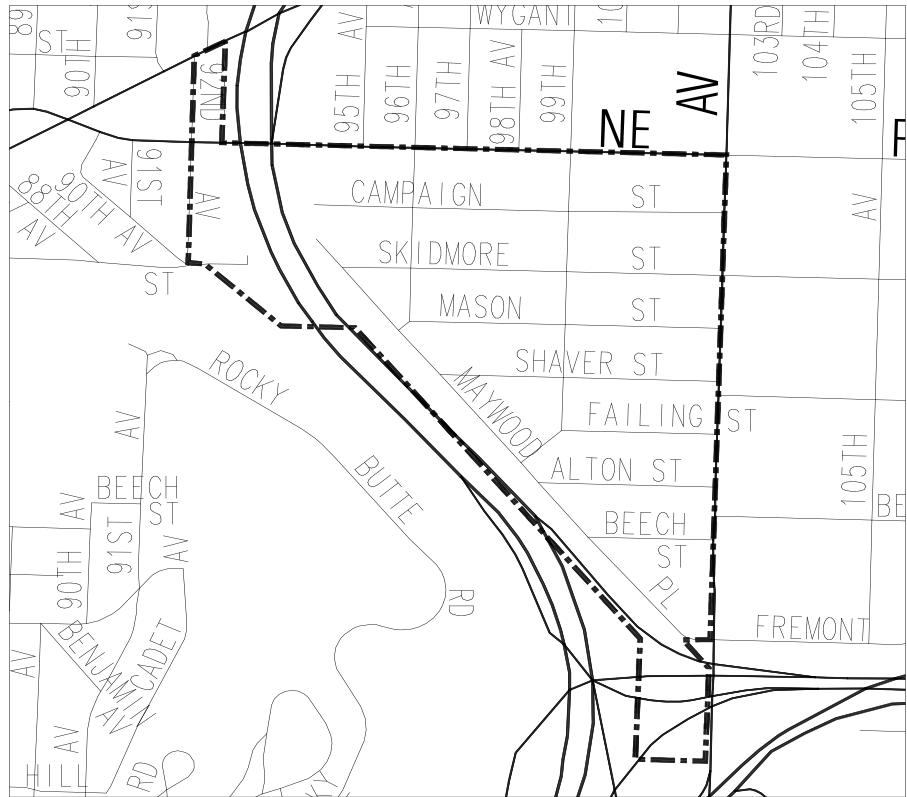 WYGANT
91ST
ST
90TH
92ND
95TH
AV
96TH
97TH
98TH AV
99TH
NE
AV
103RD
104TH
105TH
91ST
AV
90TH AV
88TH
AV
AV
CAMPAIGN ST
AV
SKIDMORE ST
ST
MASON ST
ROCKY
SHAVER ST
MAYWOOD
FAILING ST
AV
ALTON ST
105TH
BUTTE
BEECH
ST
AV
91ST
BEECH
ST
BE
AV
90TH
PL
RD
FREMONT
BENJAMIN
AV
CADET
AV
AV
HILL
RD